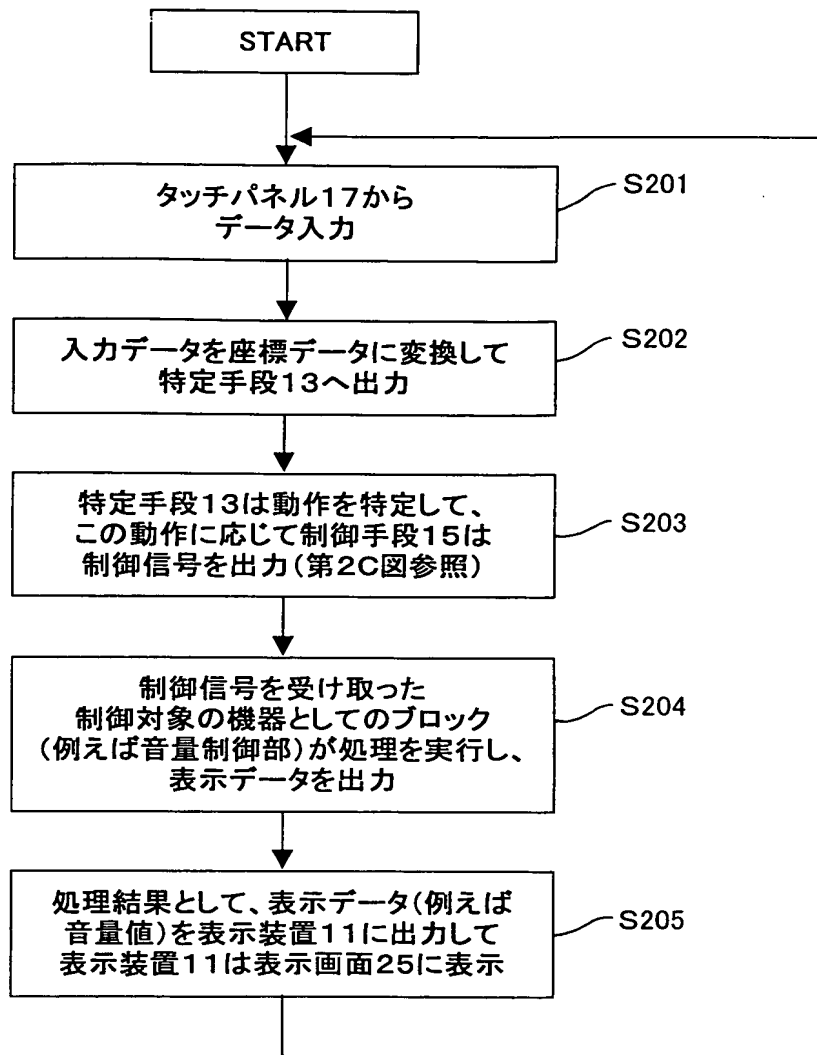 START
タッチパネル17から
データ入力
S201
入力データを座標データに変換して
特定手段13へ出力
S202
特定手段13は動作を特定して、
この動作に応じて制御手段15は
制御信号を出力(第2C図参照)
S203
制御信号を受け取った
制御対象の機器としてのブロック
(例えば音量制御部)が処理を実行し、
表示データを出力
S204
処理結果として、表示データ(例えば
音量値)を表示装置11に出力して
表示装置11は表示画面25に表示
S205